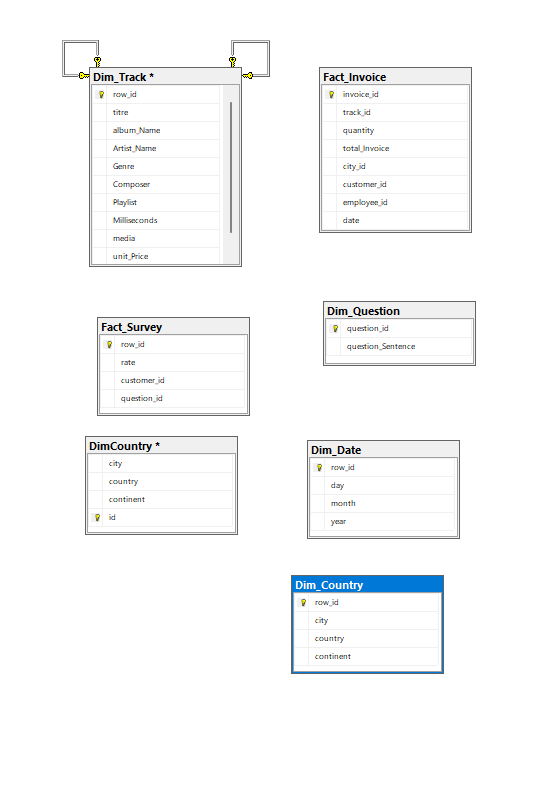 Dim_Track *
row_id
titre
album_Name
Artist_Name
Genre
Composer
Playlist
Milliseconds
media
unit_Price
Fact_Invoice
invoice_id
track_id
quantity
total_Invoice
city_id
customer_id
employee_id
date
Fact_Survey
row_id
rate
customer_id
question_id
Dim_Question
question_id
question_Sentence
DimCountry *
city
country
continent
id
Dim_Date
row_id
day
month
year
Dim_Country
row_id
city
country
continent